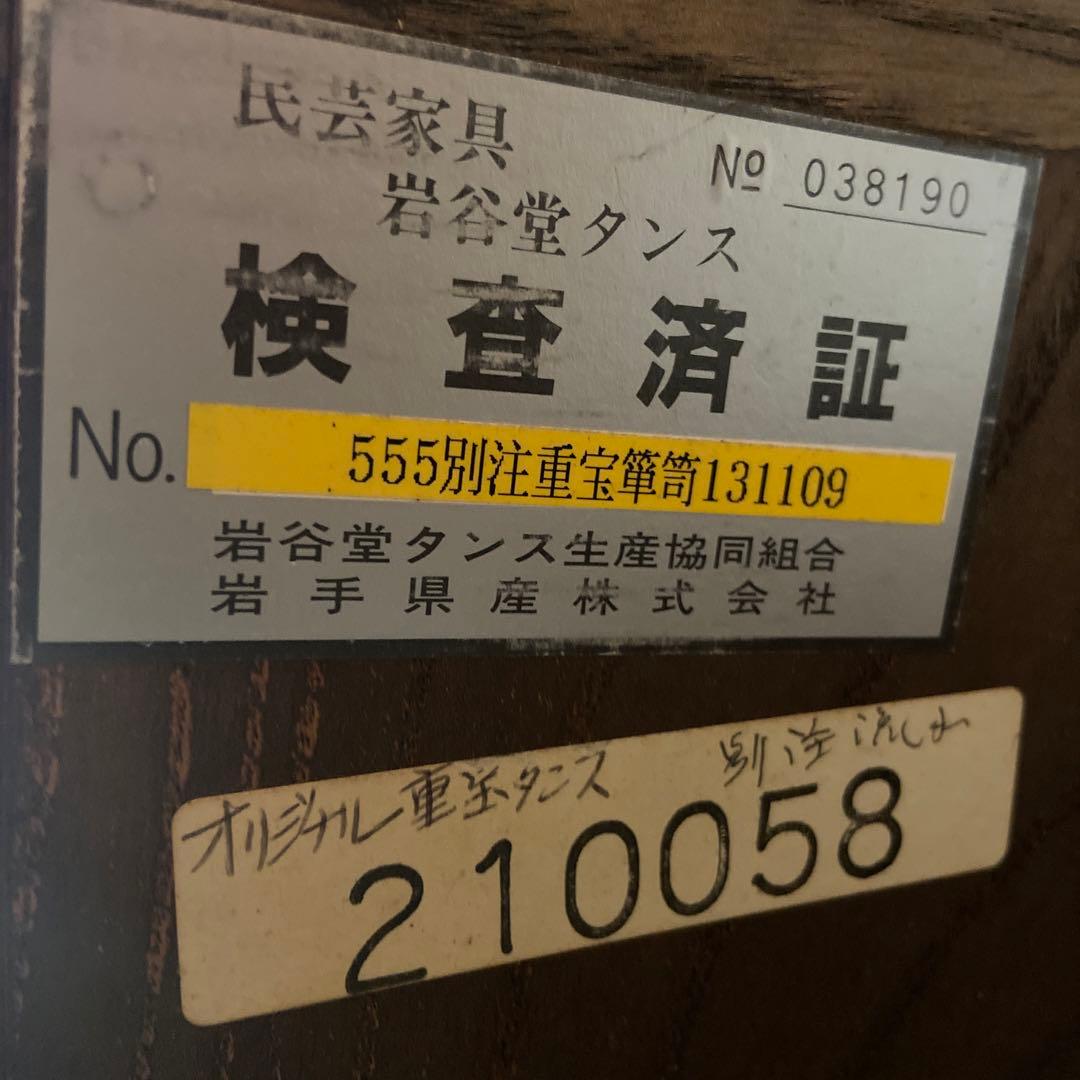 民芸家具
岩谷堂タンス
№ 038190
検査済証
No. 555別注重宝簞笥131109
岩谷堂タンス生産協同組合
岩手県産株式会社
オリジナル重宝タンス 別注
210058